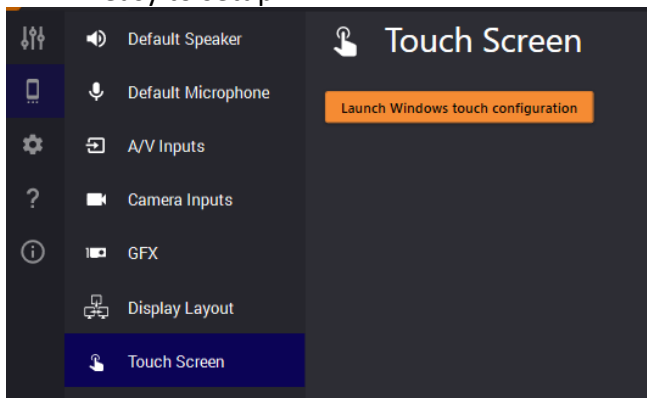 Default Speaker
Default Microphone
A/V Inputs
Camera Inputs
GFX
Display Layout
Touch Screen
Touch Screen
Launch Windows touch configuration